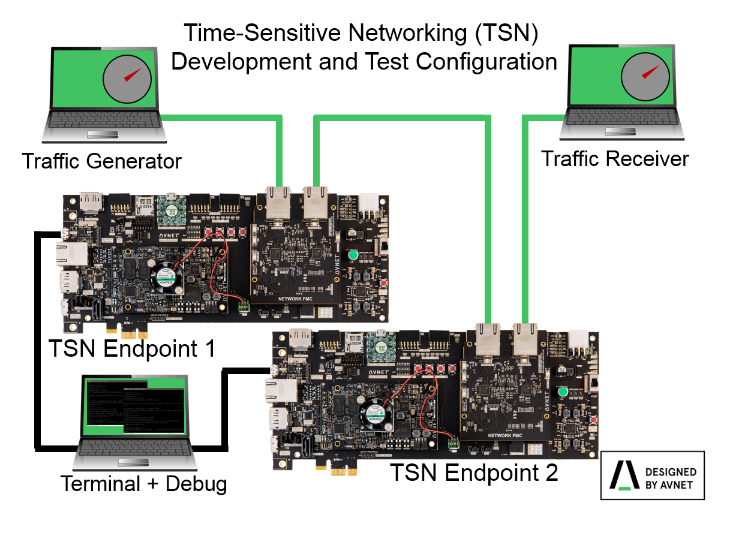 Time-Sensitive Networking (TSN)
Development and Test Configuration
Traffic Generator
Traffic Receiver
AVNET
NETWORK FMC
TSN Endpoint 1
AVNET
NETWORK FMC
TSN Endpoint 2
Terminal + Debug
DESIGNED
BY AVNET